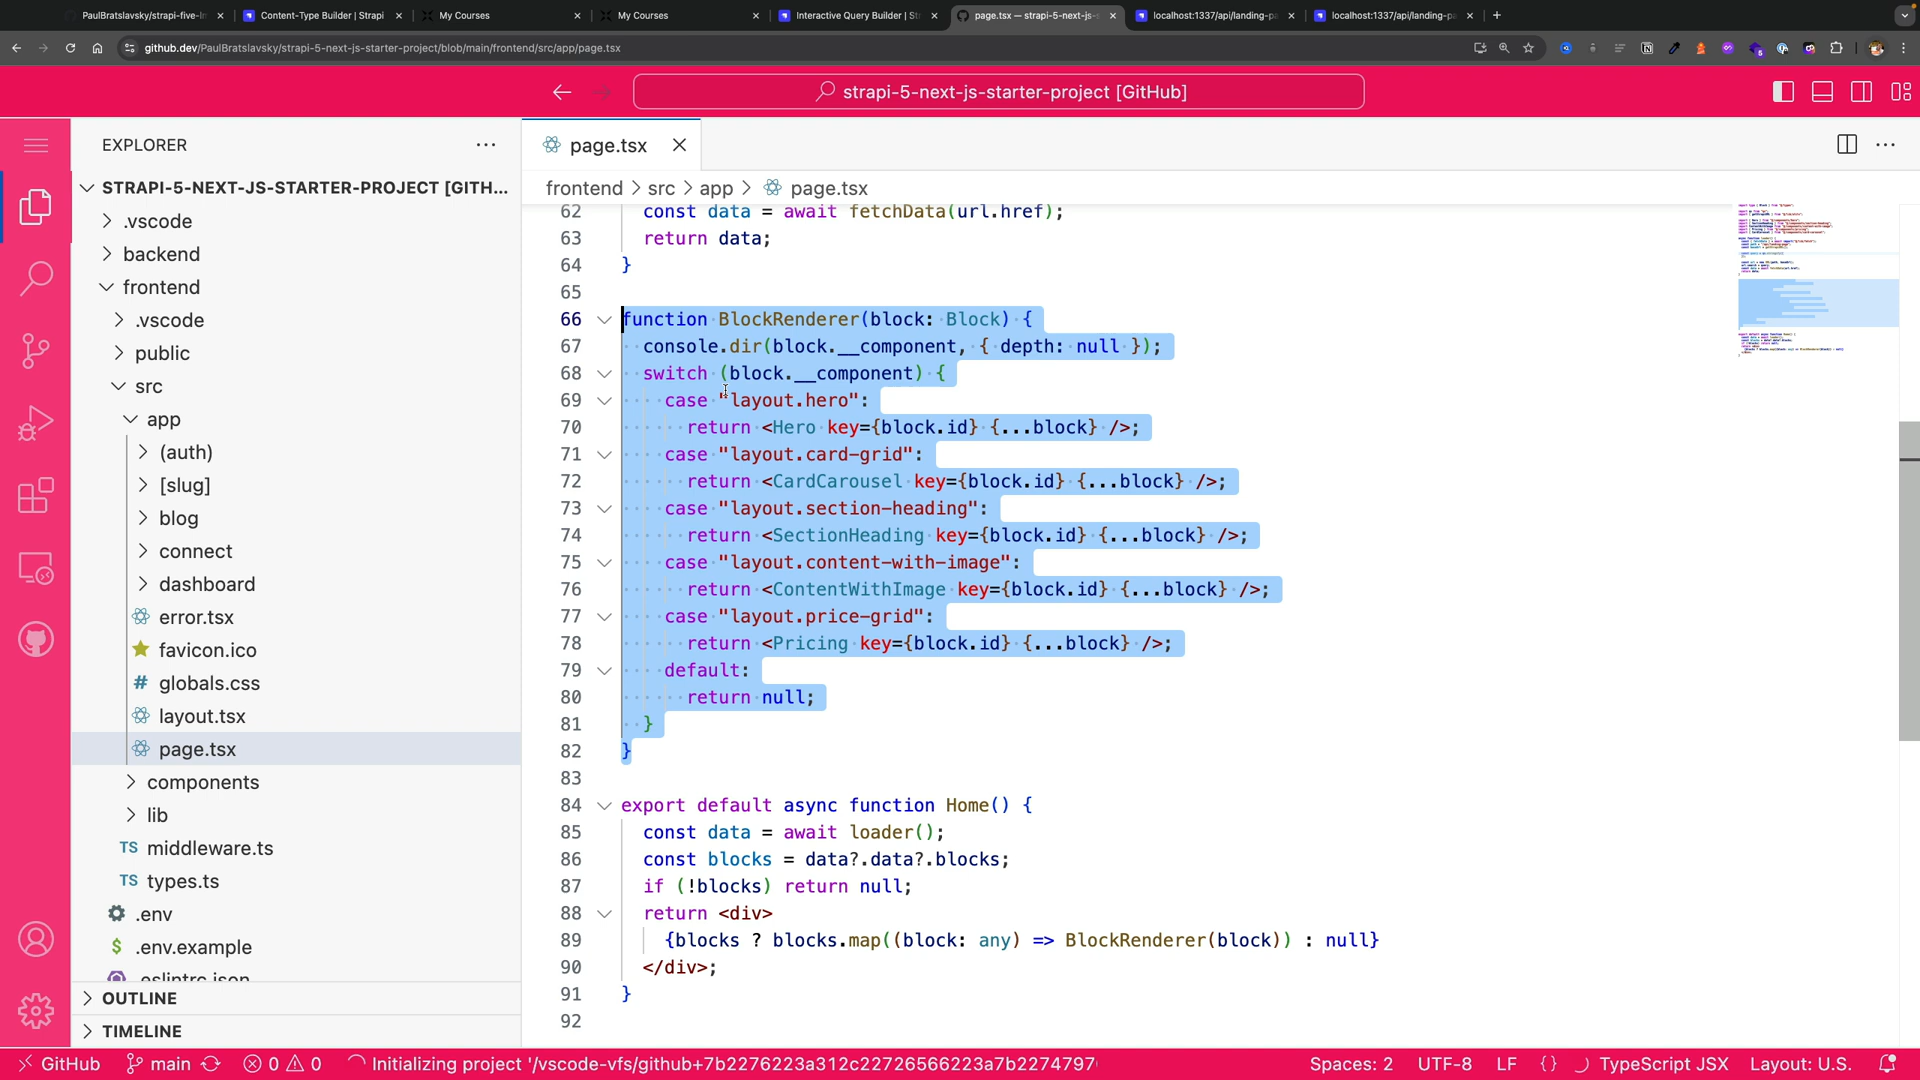 PaulBratslavsky/strapi-five-In
Content-Type Builder | Strapi
My Courses
My Courses
Interactive Query Builder | St
page.tsx — strapi-5-next-js-s
localhost:1337/api/landing-pa
localhost:1337/api/landing-pa
github.dev/PaulBratslavsky/strapi-5-next-js-starter-project/blob/main/frontend/src/app/page.tsx
strapi-5-next-js-starter-project [GitHub]
EXPLORER
page.tsx
STRAPI-5-NEXT-JS-STARTER-PROJECT [GITH...
.vscode
backend
frontend
.vscode
public
src
app
(auth)
[slug]
blog
connect
dashboard
error.tsx
favicon.ico
# globals.css
layout.tsx
page.tsx
components
lib
TS middleware.ts
TS types.ts
.env
$ .env.example
.eslintrc.json
OUTLINE
TIMELINE
frontend > src > app > page.tsx
62 const data = await fetchData(url.href);
63 return data;
64 }
65
66 function BlockRenderer(block: Block) {
67 console.dir(block.__component, { depth: null });
68 switch (block.__component) {
69 case "layout.hero":
70 return <Hero key={block.id} {...block} />;
71 case "layout.card-grid":
72 return <CardCarousel key={block.id} {...block} />;
73 case "layout.section-heading":
74 return <SectionHeading key={block.id} {...block} />;
75 case "layout.content-with-image":
76 return <ContentWithImage key={block.id} {...block} />;
77 case "layout.price-grid":
78 return <Pricing key={block.id} {...block} />;
79 default:
80 return null;
81 }
82 }
83
84 export default async function Home() {
85 const data = await loader();
86 const blocks = data?.data?.blocks;
87 if (!blocks) return null;
88 return <div>
89 {blocks ? blocks.map((block: any) => BlockRenderer(block)) : null}
90 </div>;
91 }
92
GitHub
main
0 0
Initializing project '/vscode-vfs/github+7b2276223a312c22726566223a7b2274797
Spaces: 2
UTF-8
LF
{ }
TypeScript JSX
Layout: U.S.